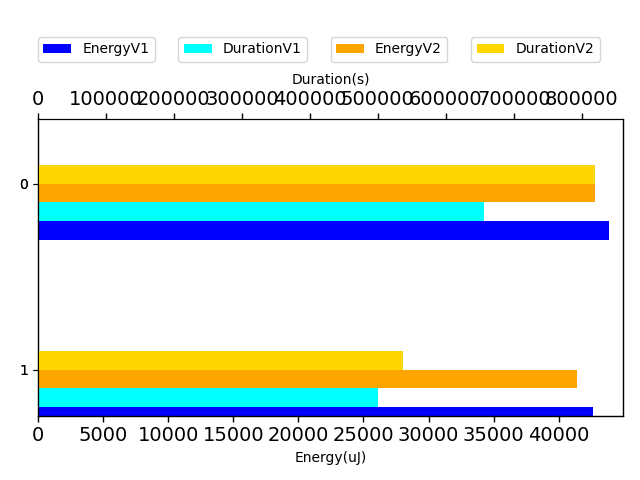 EnergyV1 DurationV1 EnergyV2 DurationV2
Duration(s)
0 100000 200000 300000 400000 500000 600000 700000 800000
0
1
0 5000 10000 15000 20000 25000 30000 35000 40000
Energy(uJ)